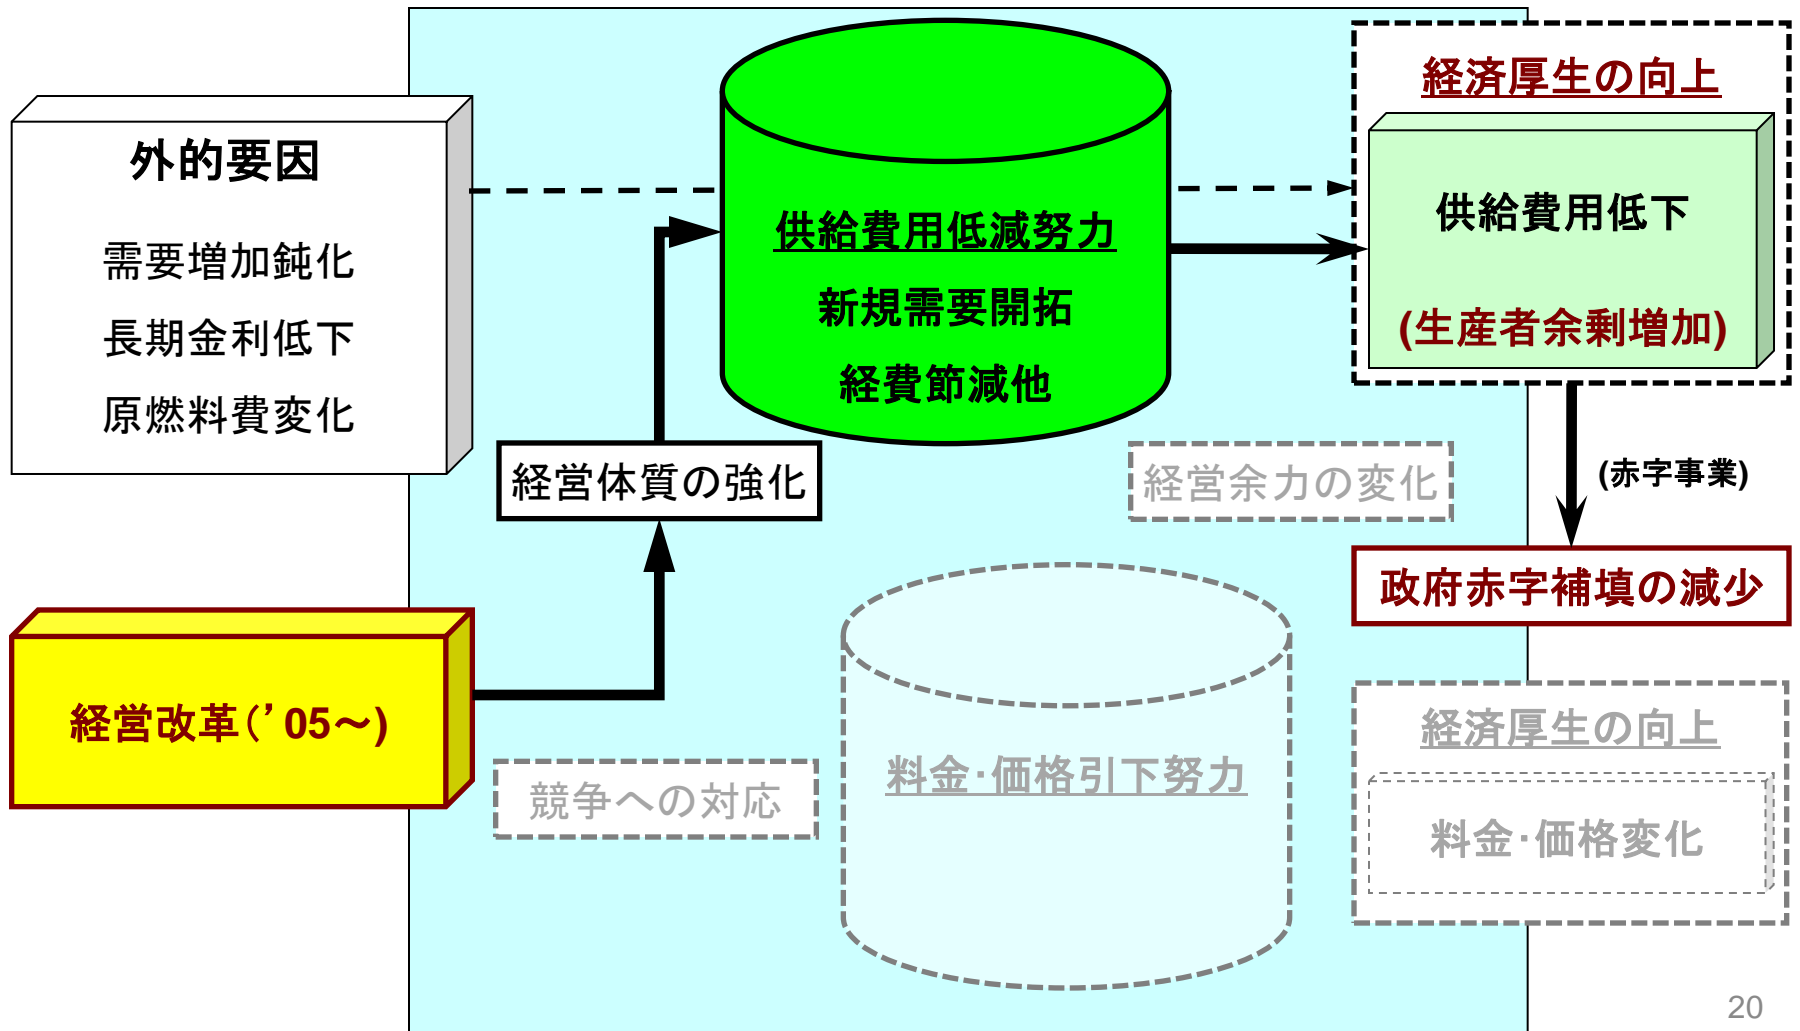 外的要因
需要増加鈍化
長期金利低下
原燃料費変化
経営改革(’05～)
経営体質の強化
競争への対応
供給費用低減努力
新規需要開拓
経費節減他
経営余力の変化
料金・価格引下努力
経済厚生の向上
供給費用低下
(生産者余剰増加)
(赤字事業)
政府赤字補填の減少
経済厚生の向上
料金・価格変化
20